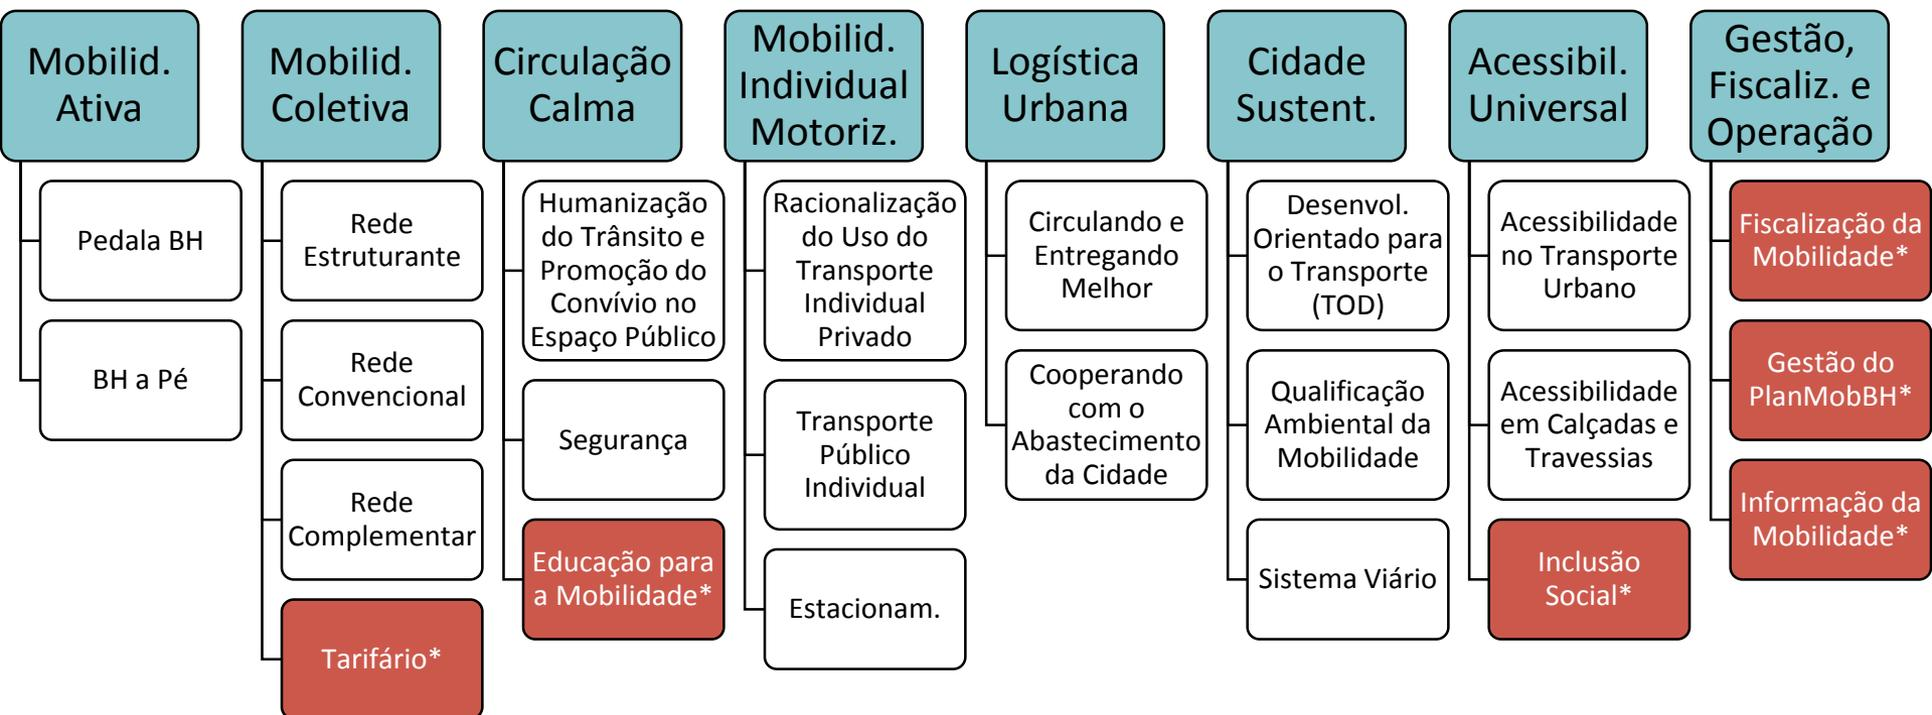 Mobilid.
Ativa
Pedala BH
BH a Pé
Mobilid.
Coletiva
Rede
Estruturante
Rede
Convencional
Rede
Complementar
Tarifário*
Circulação
Calma
Humanização
do Trânsito e
Promoção do
Convívio no
Espaço Público
Segurança
Educação para
a Mobilidade*
Mobilid.
Individual
Motoriz.
Racionalização
do Uso do
Transporte
Individual
Privado
Transporte
Público
Individual
Estacionam.
Logística
Urbana
Circulando e
Entregando
Melhor
Cooperando
com o
Abastecimento
da Cidade
Cidade
Sustent.
Desenvol.
Orientado para
o Transporte
(TOD)
Qualificação
Ambiental da
Mobilidade
Sistema Viário
Acessibil.
Universal
Acessibilidade
no Transporte
Urbano
Acessibilidade
em Calçadas e
Travessias
Inclusão
Social*
Gestão,
Fiscaliz. e
Operação
Fiscalização da
Mobilidade*
Gestão do
PlanMobBH*
Informação da
Mobilidade*